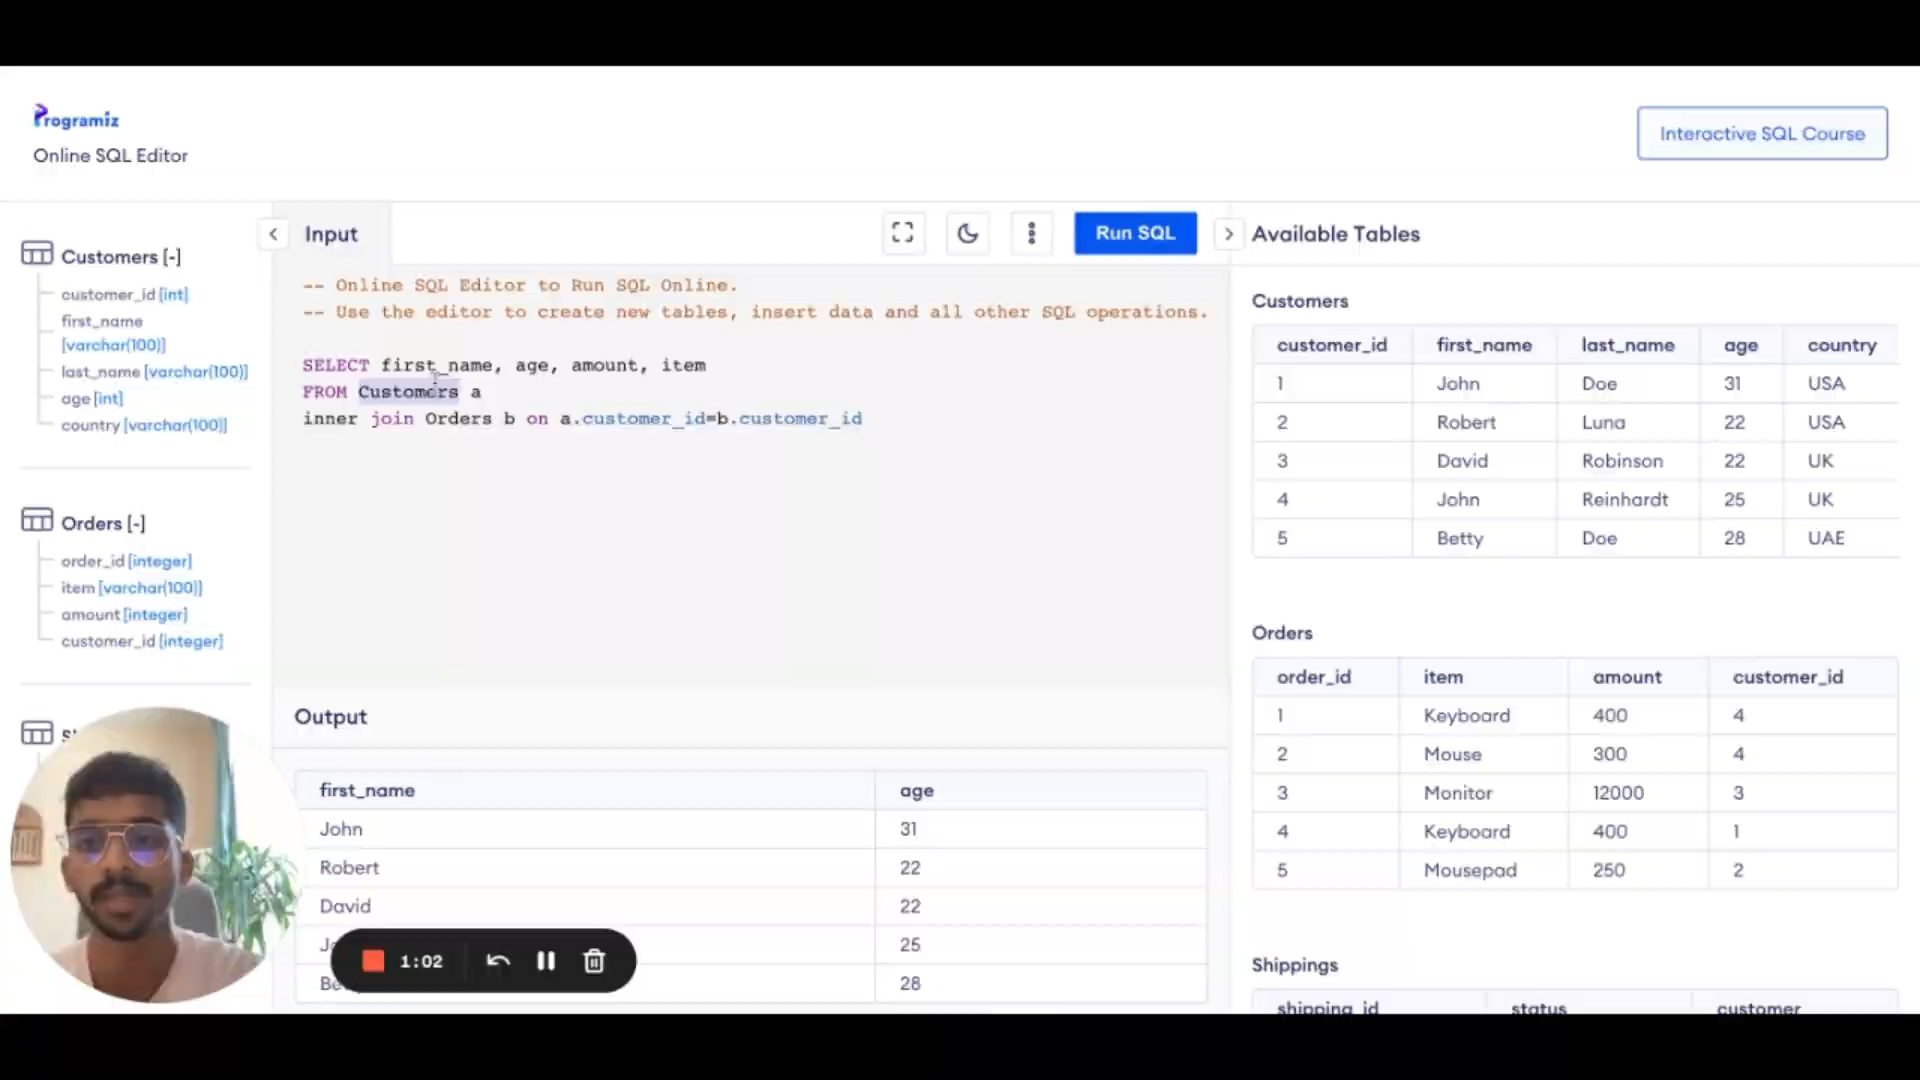 Programiz
Online SQL Editor
Interactive SQL Course
Customers [-]
customer_id [int]
first_name
[varchar(100)]
last_name [varchar(100)]
age [int]
country [varchar(100)]
Orders [-]
order_id [integer]
item [varchar(100)]
amount [integer]
customer_id [integer]
Input
Run SQL
-- Online SQL Editor to Run SQL Online.
-- Use the editor to create new tables, insert data and all other SQL operations.
SELECT first_name, age, amount, item
FROM Customers a
inner join Orders b on a.customer_id=b.customer_id
Output
first_name age
John 31
Robert 22
David 22
25
28
1:02
Available Tables
Customers
customer_id first_name last_name age country
1 John Doe 31 USA
2 Robert Luna 22 USA
3 David Robinson 22 UK
4 John Reinhardt 25 UK
5 Betty Doe 28 UAE
Orders
order_id item amount customer_id
1 Keyboard 400 4
2 Mouse 300 4
3 Monitor 12000 3
4 Keyboard 400 1
5 Mousepad 250 2
Shippings
shipping_id status customer